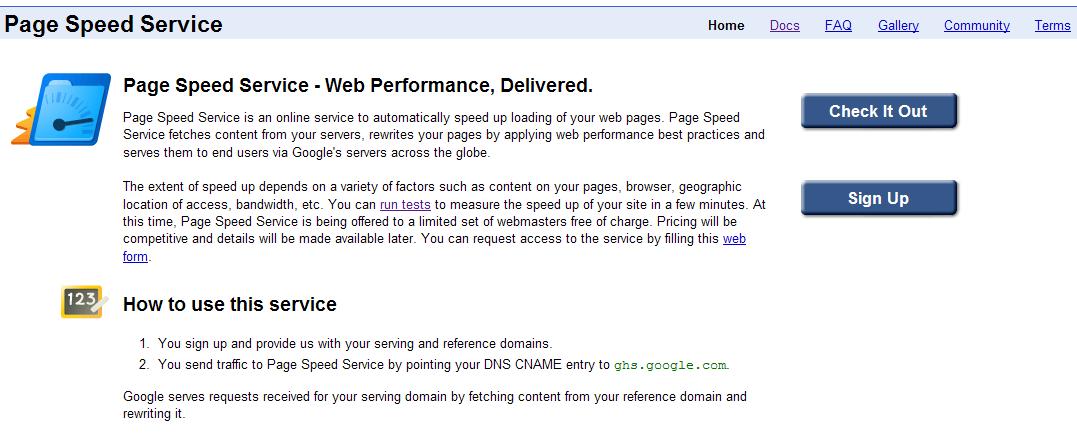 Page Speed Service
Home Docs FAQ Gallery Community Terms
Page Speed Service - Web Performance, Delivered.
Page Speed Service is an online service to automatically speed up loading of your web pages. Page Speed
Service fetches content from your servers, rewrites your pages by applying web performance best practices and
serves them to end users via Google's servers across the globe.
The extent of speed up depends on a variety of factors such as content on your pages, browser, geographic
location of access, bandwidth, etc. You can run tests to measure the speed up of your site in a few minutes. At
this time, Page Speed Service is being offered to a limited set of webmasters free of charge. Pricing will be
competitive and details will be made available later. You can request access to the service by filling this web
form.
Check It Out
Sign Up
123
How to use this service
1. You sign up and provide us with your serving and reference domains.
2. You send traffic to Page Speed Service by pointing your DNS CNAME entry to ghs.google.com.
Google serves requests received for your serving domain by fetching content from your reference domain and
rewriting it.